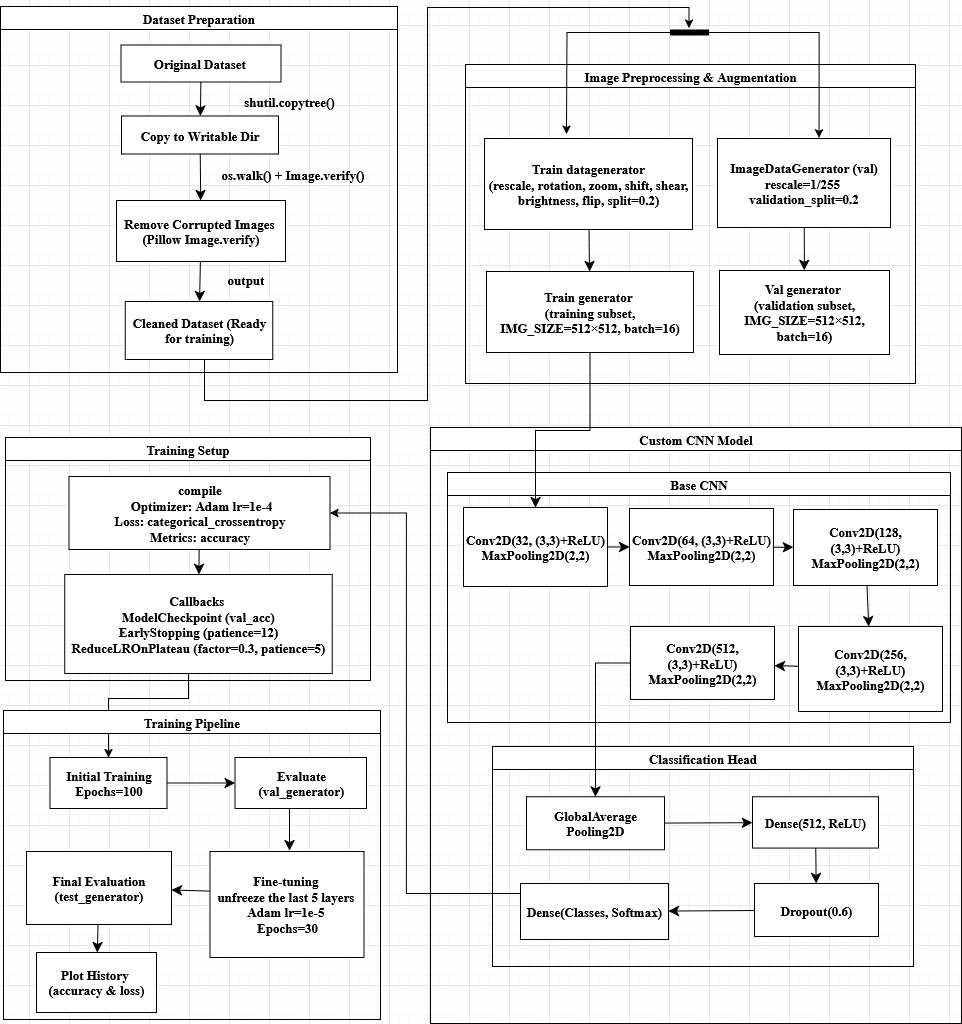 Dataset Preparation
Original Dataset
shutil.copytree()
Copy to Writable Dir
os.walk() + Image.verify()
Remove Corrupted Images
(Pillow Image.verify)
output
Cleaned Dataset (Ready
for training)
Image Preprocessing & Augmentation
Train datagenerator
(rescale, rotation, zoom, shift, shear,
brightness, flip, split=0.2)
ImageDataGenerator (val)
rescale=1/255
validation_split=0.2
Train generator
(training subset,
IMG_SIZE=512×512, batch=16)
Val generator
(validation subset,
IMG_SIZE=512×512,
batch=16)
Custom CNN Model
Base CNN
Conv2D(32, (3,3)+ReLU)
MaxPooling2D(2,2)
Conv2D(64, (3,3)+ReLU)
MaxPooling2D(2,2)
Conv2D(128,
(3,3)+ReLU)
MaxPooling2D(2,2)
Conv2D(256,
(3,3)+ReLU)
MaxPooling2D(2,2)
Conv2D(512,
(3,3)+ReLU)
MaxPooling2D(2,2)
Classification Head
GlobalAverage
Pooling2D
Dense(512, ReLU)
Dropout(0.6)
Dense(Classes, Softmax)
Training Setup
compile
Optimizer: Adam lr=1e-4
Loss: categorical_crossentropy
Metrics: accuracy
Callbacks
ModelCheckpoint (val_acc)
EarlyStopping (patience=12)
ReduceLROnPlateau (factor=0.3, patience=5)
Training Pipeline
Initial Training
Epochs=100
Evaluate
(val_generator)
Fine-tuning
unfreeze the last 5 layers
Adam lr=1e-5
Epochs=30
Final Evaluation
(test_generator)
Plot History
(accuracy & loss)